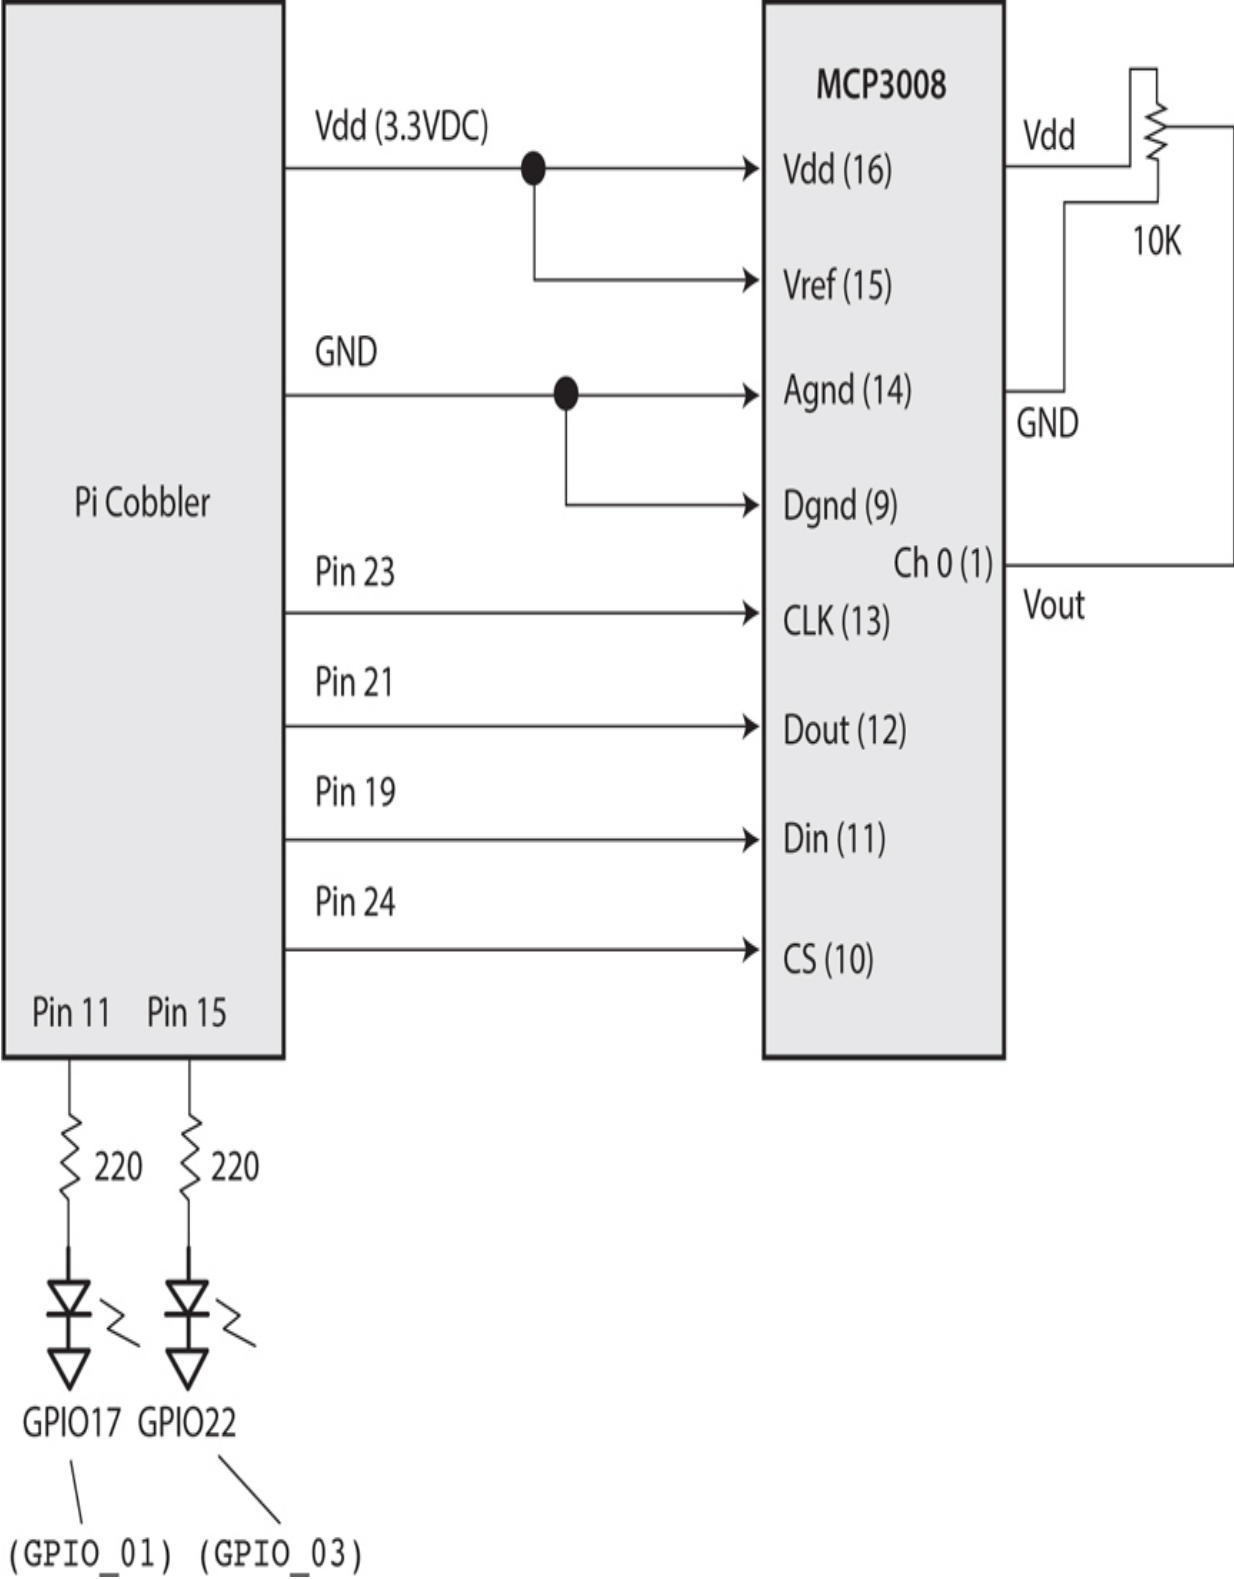 MCP3008
Vdd (3.3VDC)
Vdd
Vdd (16)
10K
Vref (15)
GND
Agnd (14)
GND
Pi Cobbler
Dgnd (9)
Ch 0 (1)
Pin 23
Vout
CLK (13)
Pin 21
Dout (12)
Pin 19
Din (11)
Pin 24
CS (10)
Pin 11 Pin 15
220 220
GPIO17 GPIO22
(GPIO_01) (GPIO_03)